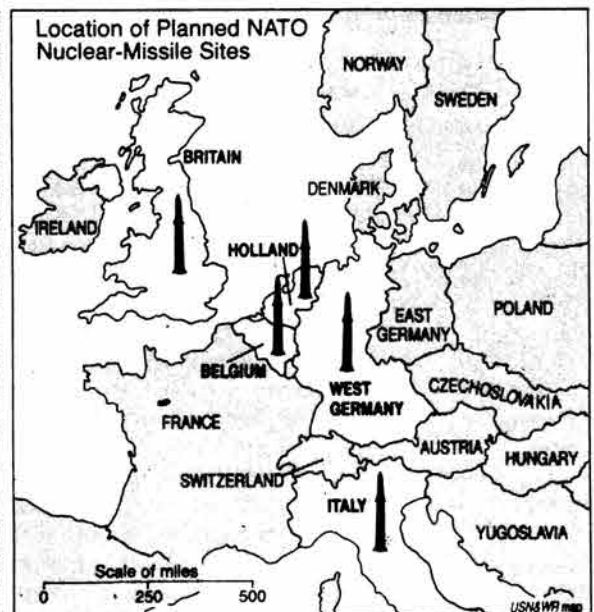 Location of Planned NATO
Nuclear-Missile Sites
NORWAY
SWEDEN
BRITAIN
DENMARK
IRELAND
HOLLAND
EAST
GERMANY
POLAND
BELGIUM
WEST
GERMANY
CZECHOSLOVAKIA
FRANCE
AUSTRIA
HUNGARY
SWITZERLAND
ITALY
YUGOSLAVIA
Scale of miles
0 250 500
USN&WR map